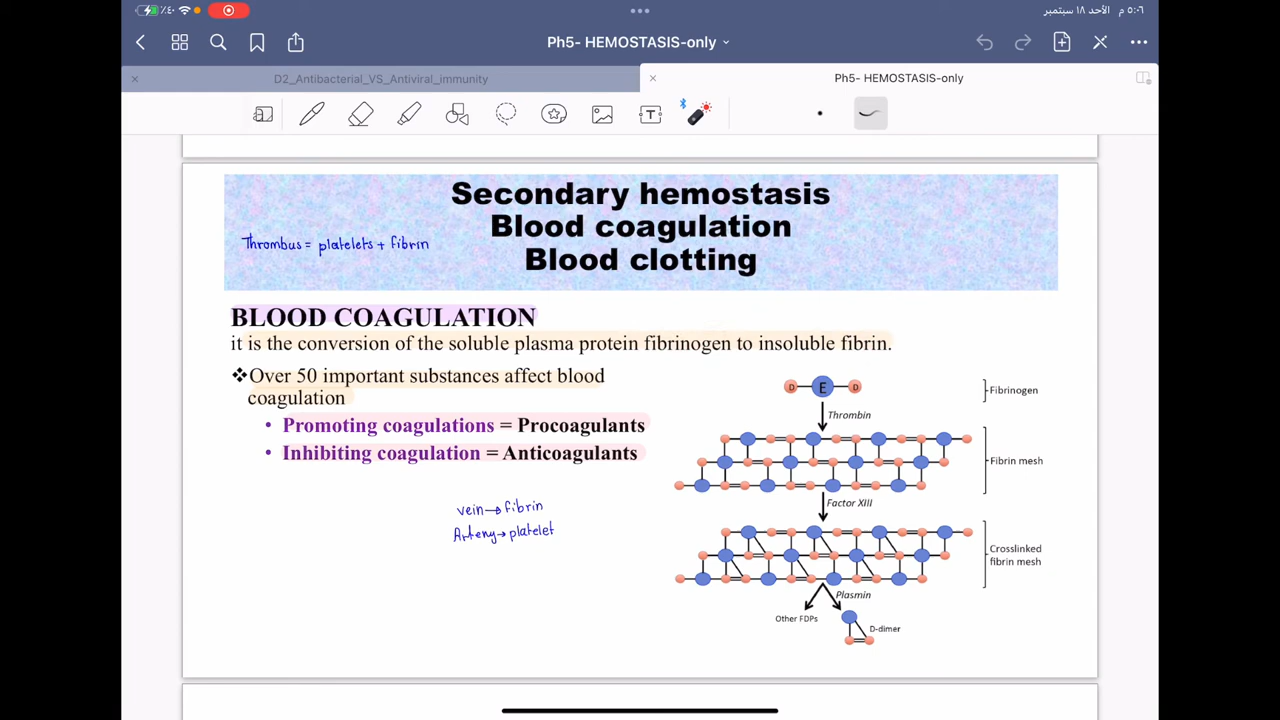 ٪٤٠
٥:٠٦ م الأحد ١٨ سبتمبر
Ph5- HEMOSTASIS-only
D2_Antibacterial_VS_Antiviral_immunity
Ph5- HEMOSTASIS-only
T
Secondary hemostasis
Blood coagulation
Blood clotting
Thrombus = platelets + fibrin
BLOOD COAGULATION
it is the conversion of the soluble plasma protein fibrinogen to insoluble fibrin.
❖Over 50 important substances affect blood
coagulation
• Promoting coagulations = Procoagulants
• Inhibiting coagulation = Anticoagulants
vein → fibrin
Artery → platelet
D E D
Fibrinogen
Thrombin
Fibrin mesh
Factor XIII
Crosslinked
fibrin mesh
Plasmin
Other FDPs
D-dimer